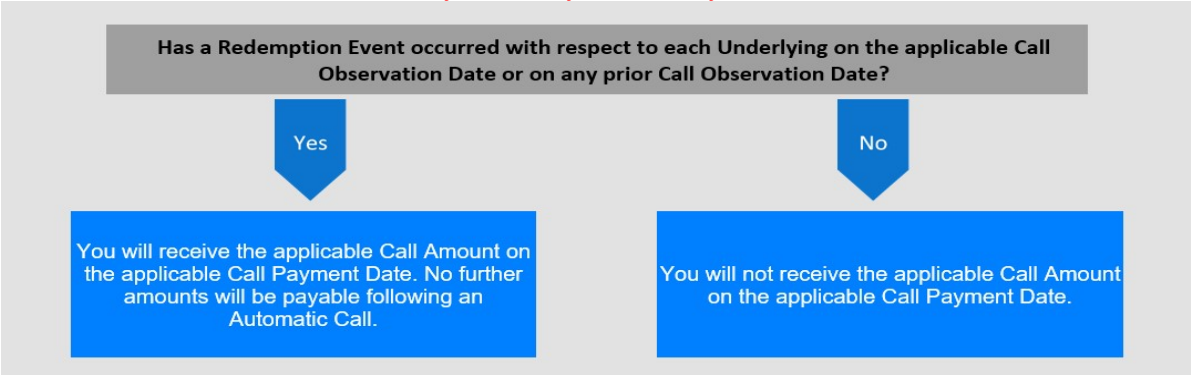 Has a Redemption Event occurred with respect to each Underlying on the applicable Call
Observation Date or on any prior Call Observation Date?
Yes
No
You will receive the applicable Call Amount on
the applicable Call Payment Date. No further
amounts will be payable following an
Automatic Call.
You will not receive the applicable Call Amount
on the applicable Call Payment Date.